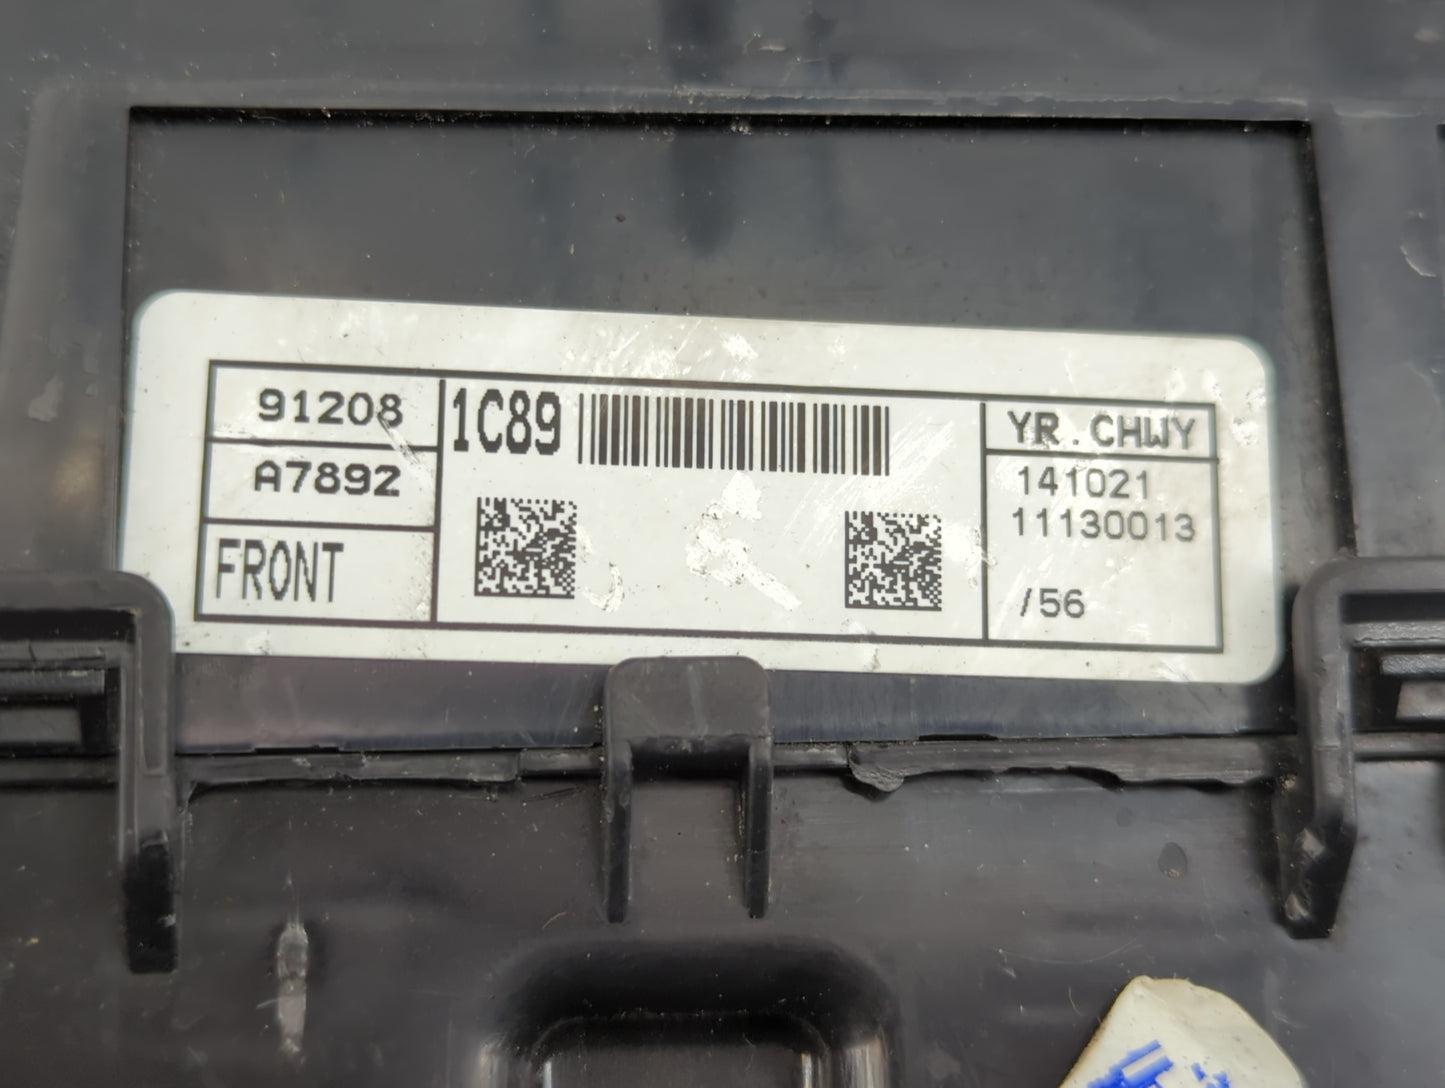 91208
A7892
FRONT
1C89
YR.CHWY
141021
11130013
/56